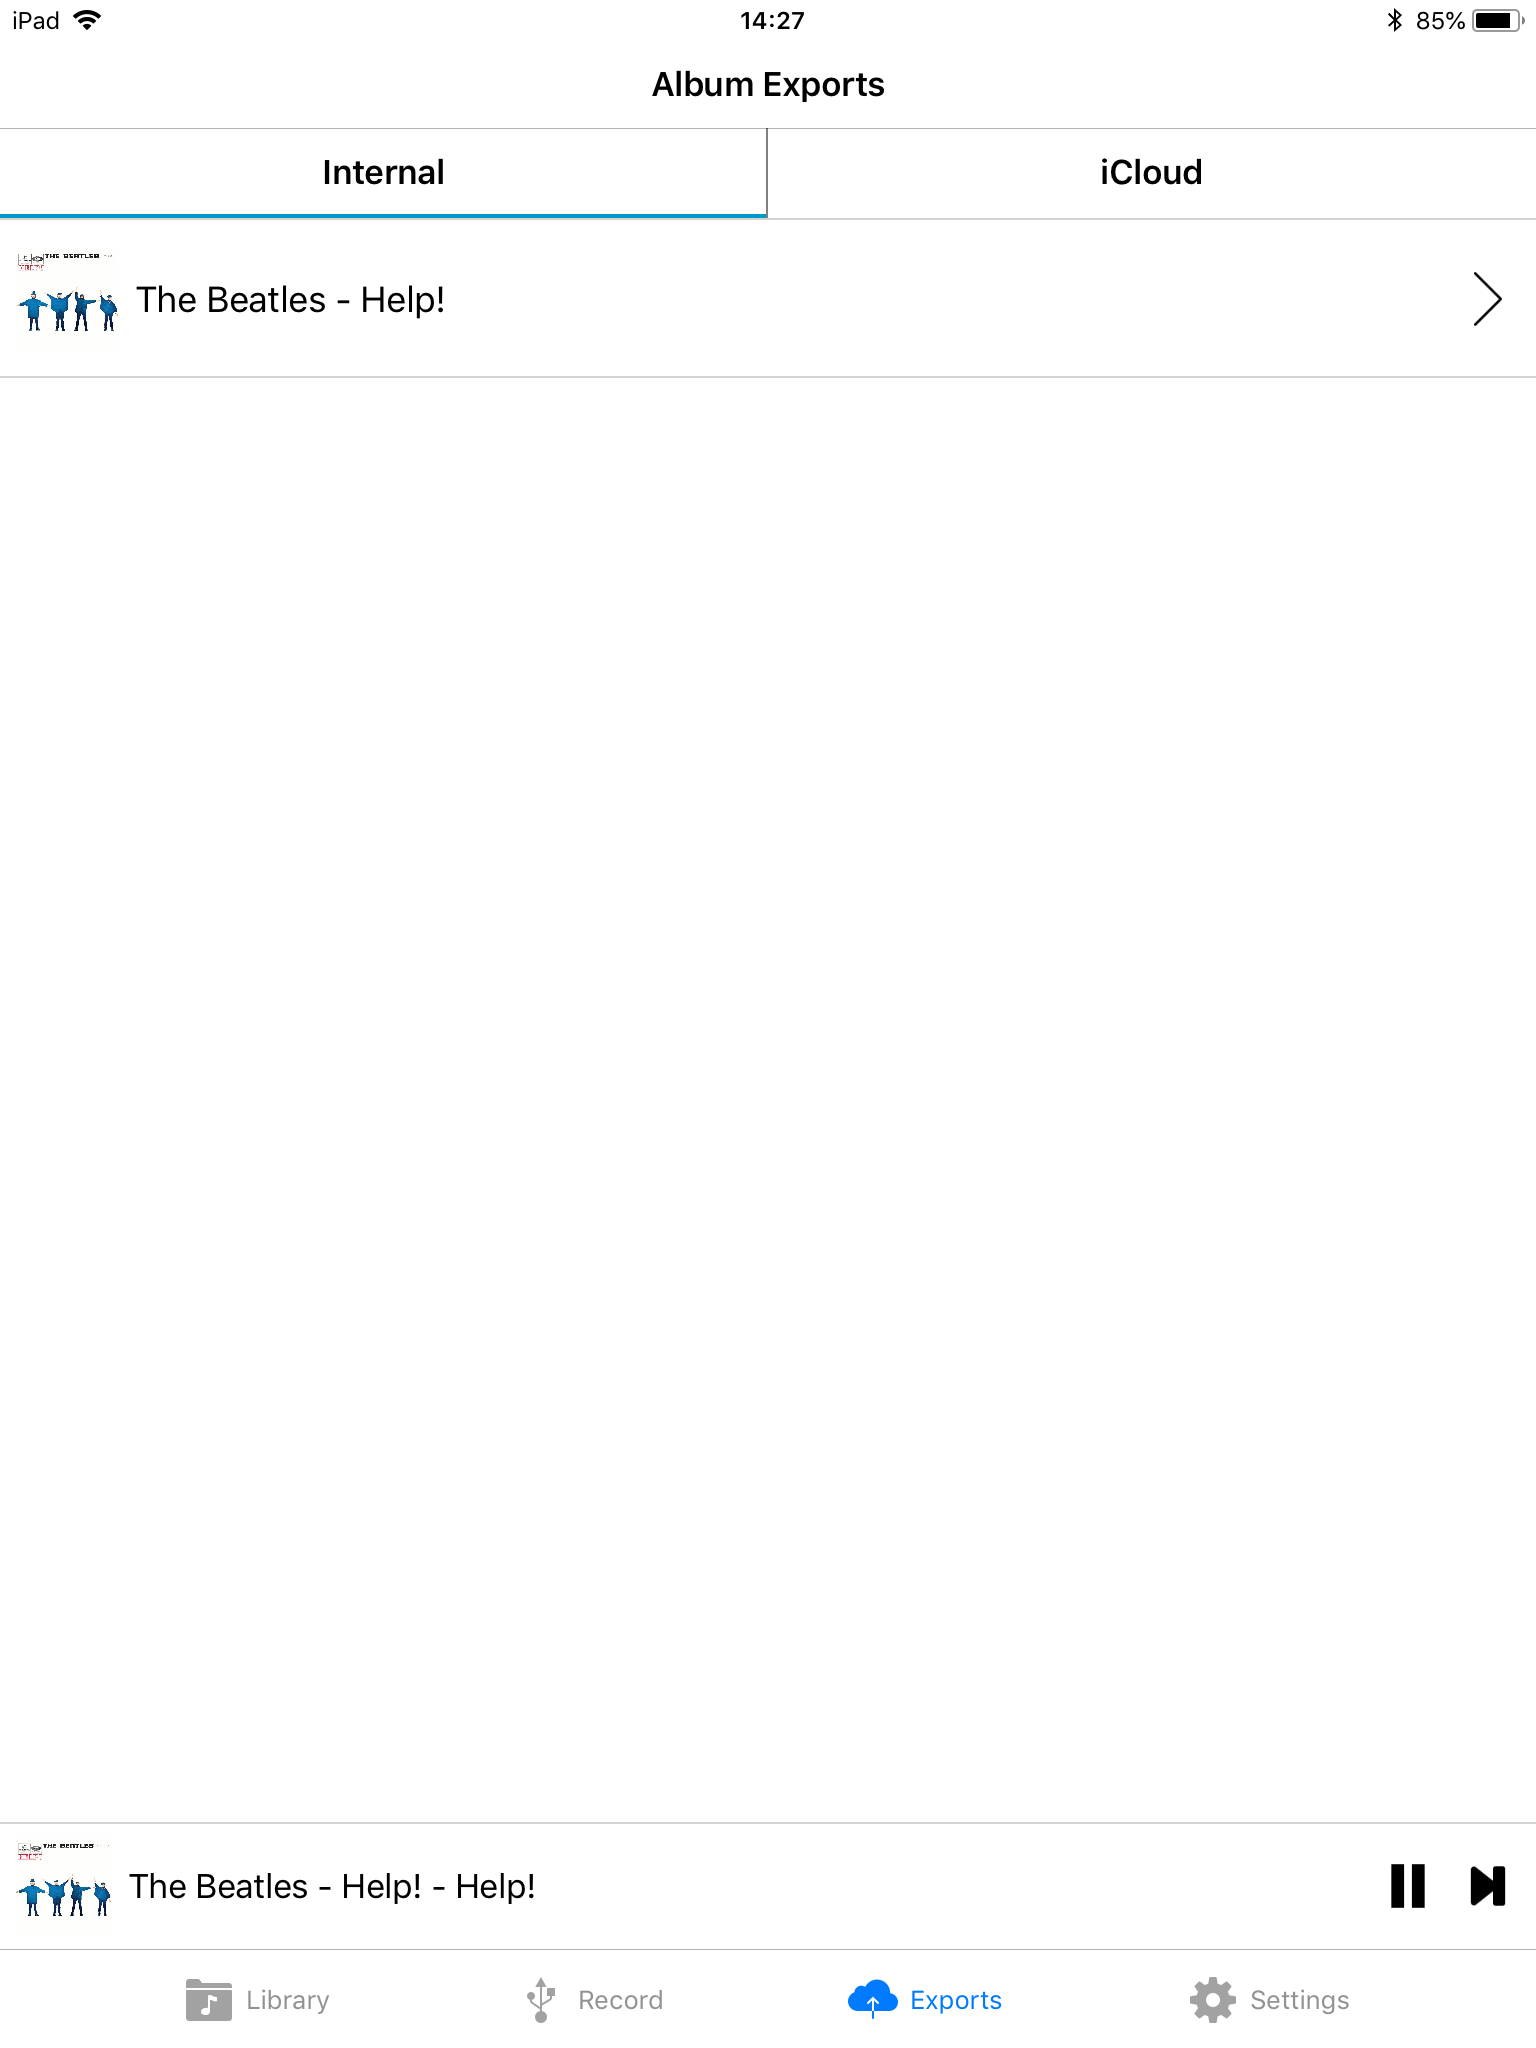 iPad 14:27 85%
Album Exports
Internal iCloud
THE BEATLES
The Beatles - Help!
THE BEATLES
The Beatles - Help! - Help!
Library Record Exports Settings